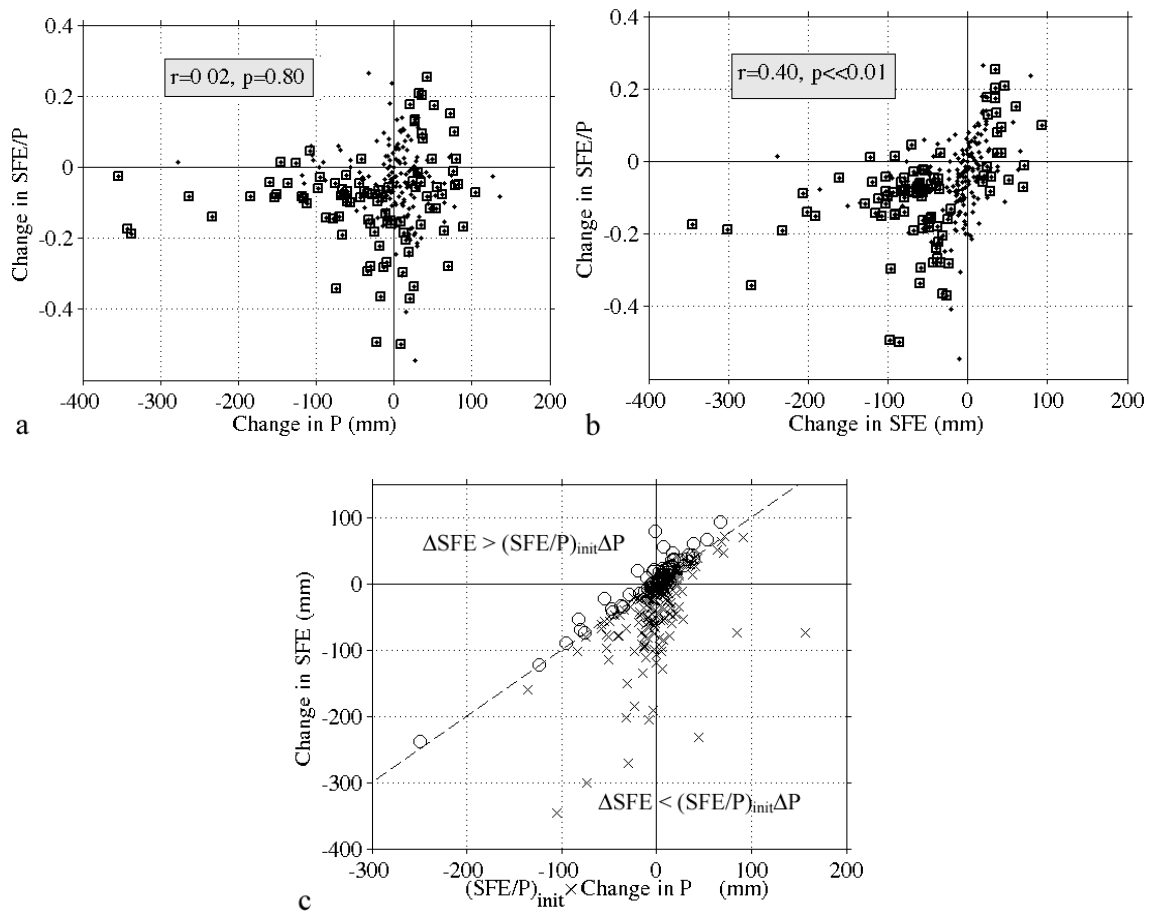 0.4
0.2
0
-0.2
-0.4
Change in SFE/P
r=0 02, p=0.80
-400 -300 -200 -100 0 100 200
Change in P (mm)
a
0.4
0.2
0
-0.2
-0.4
Change in SFE/P
r=0.40, p<<0.01
-400 -300 -200 -100 0 100 200
Change in SFE (mm)
b
100
0
-100
-200
-300
-400
Change in SFE (mm)
ΔSFE > (SFE/P)initΔP
ΔSFE < (SFE/P)initΔP
-300 -200 -100 0 100 200
(SFE/P)init×Change in P (mm)
c